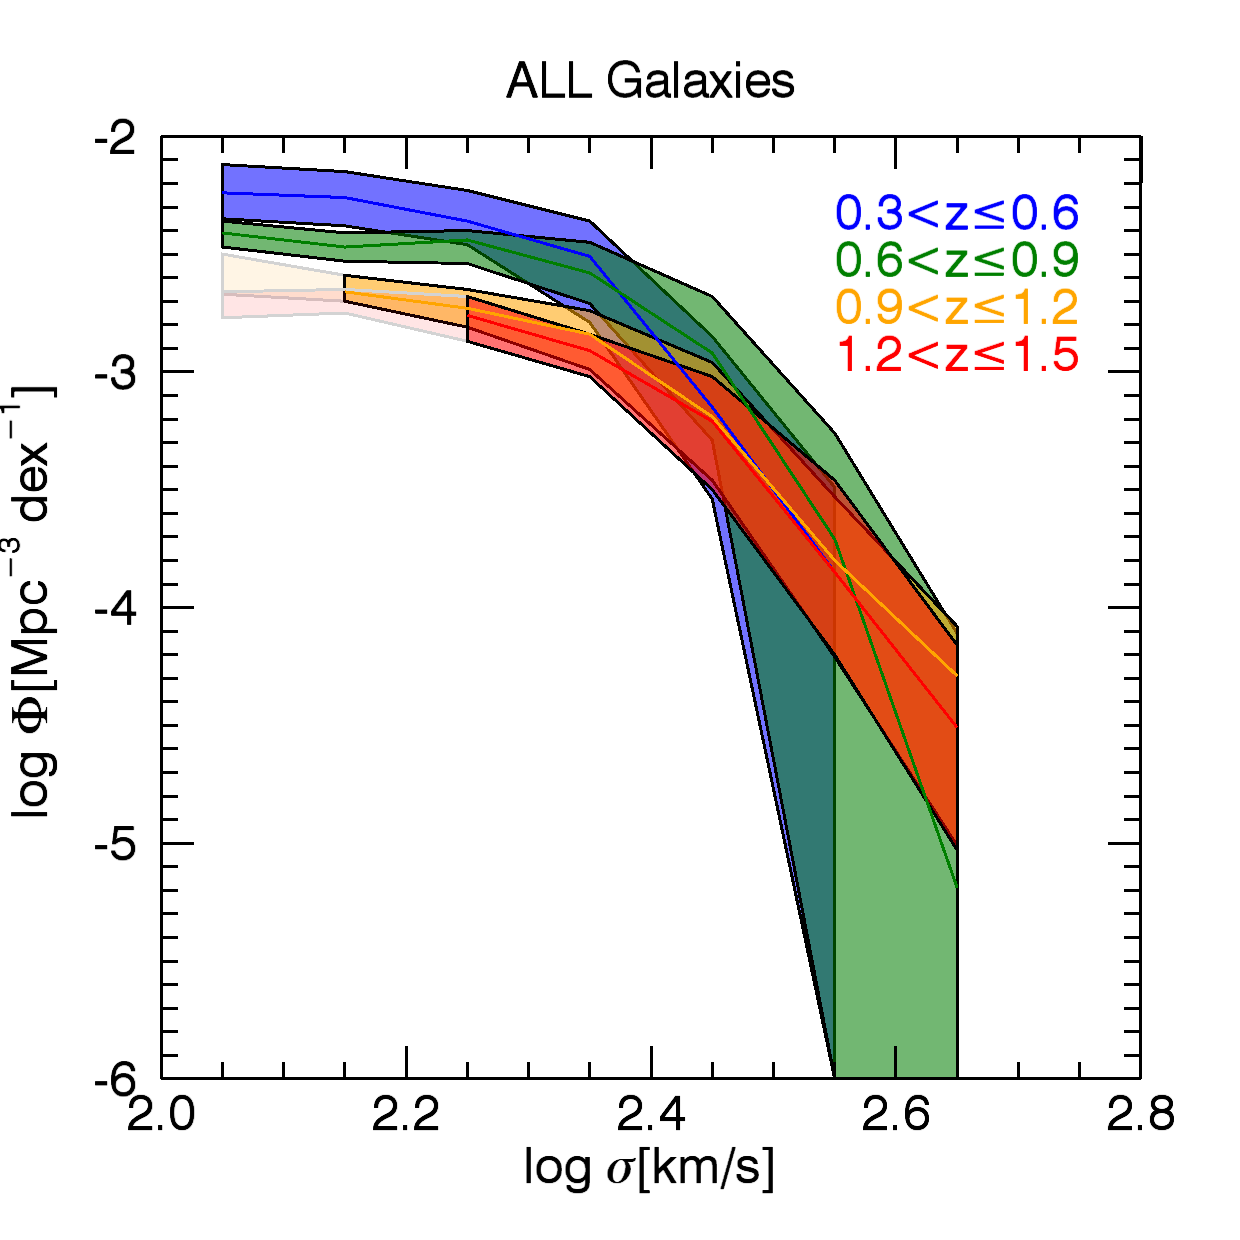 ALL Galaxies
0.3<z≤0.6
0.6<z≤0.9
0.9<z≤1.2
1.2<z≤1.5
-2
-3
-4
-5
-6
log Φ[Mpc⁻³ dex⁻¹]
2.0 2.2 2.4 2.6 2.8
log σ[km/s]